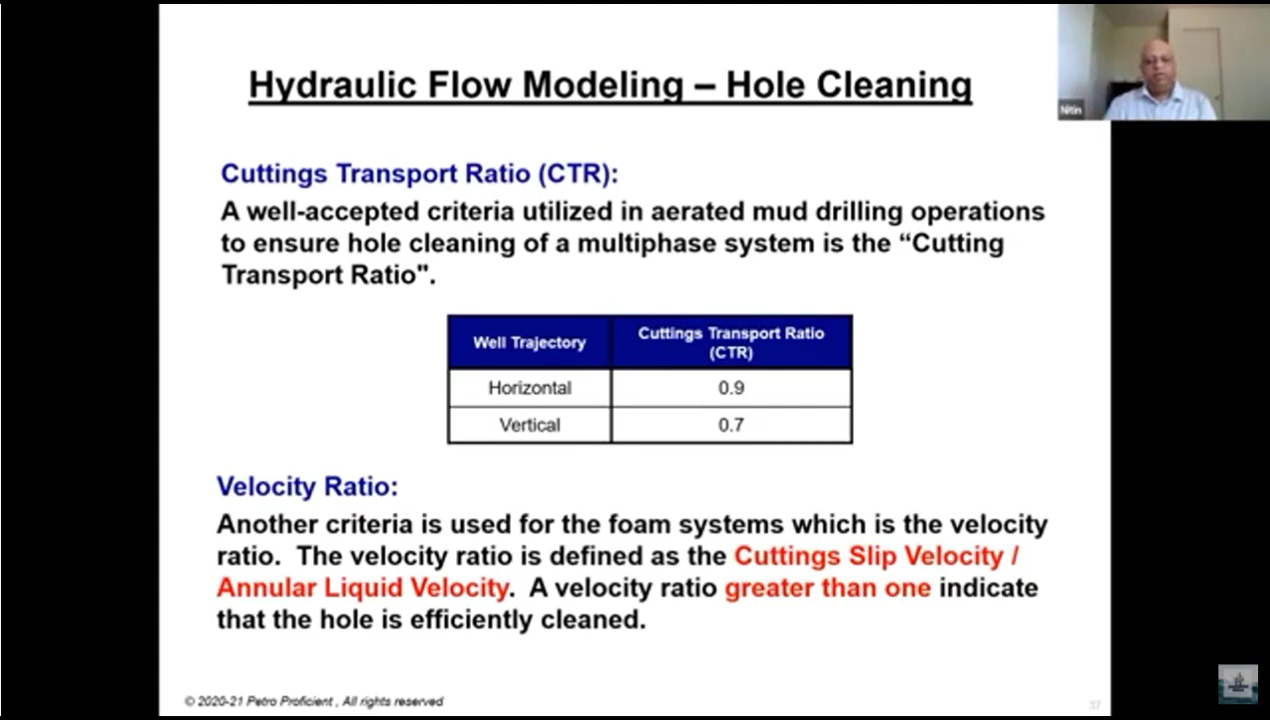 Hydraulic Flow Modeling – Hole Cleaning
Nitin
Cuttings Transport Ratio (CTR):
A well-accepted criteria utilized in aerated mud drilling operations
to ensure hole cleaning of a multiphase system is the “Cutting
Transport Ratio".
Well Trajectory
Cuttings Transport Ratio
(CTR)
Horizontal
0.9
Vertical
0.7
Velocity Ratio:
Another criteria is used for the foam systems which is the velocity
ratio. The velocity ratio is defined as the Cuttings Slip Velocity /
Annular Liquid Velocity. A velocity ratio greater than one indicate
that the hole is efficiently cleaned.
© 2020-21 Petro Proficient , All rights reserved
37